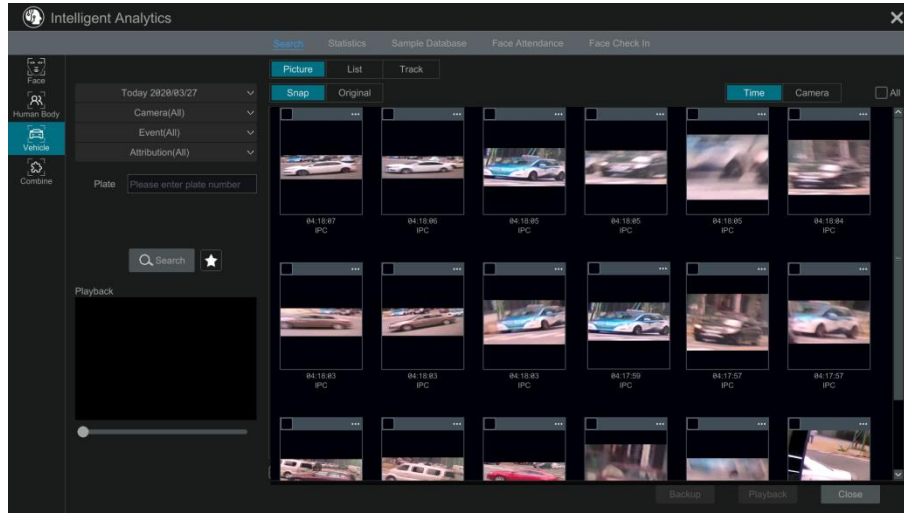 Intelligent Analytics
Search Statistics Sample Database Face Attendance Face Check In
Face
Human Body
Vehicle
Combine
Today 2020/03/27
Camera(All)
Event(All)
Attribution(All)
Plate Please enter plate number
Search
Playback
Picture List Track
Snap Original Time Camera All
04:18:07 04:18:06 04:18:05 04:18:05 04:18:05 04:18:04
IPC IPC IPC IPC IPC IPC
04:18:03 04:18:03 04:18:03 04:17:59 04:17:57 04:17:57
IPC IPC IPC IPC IPC IPC
Backup Playback Close